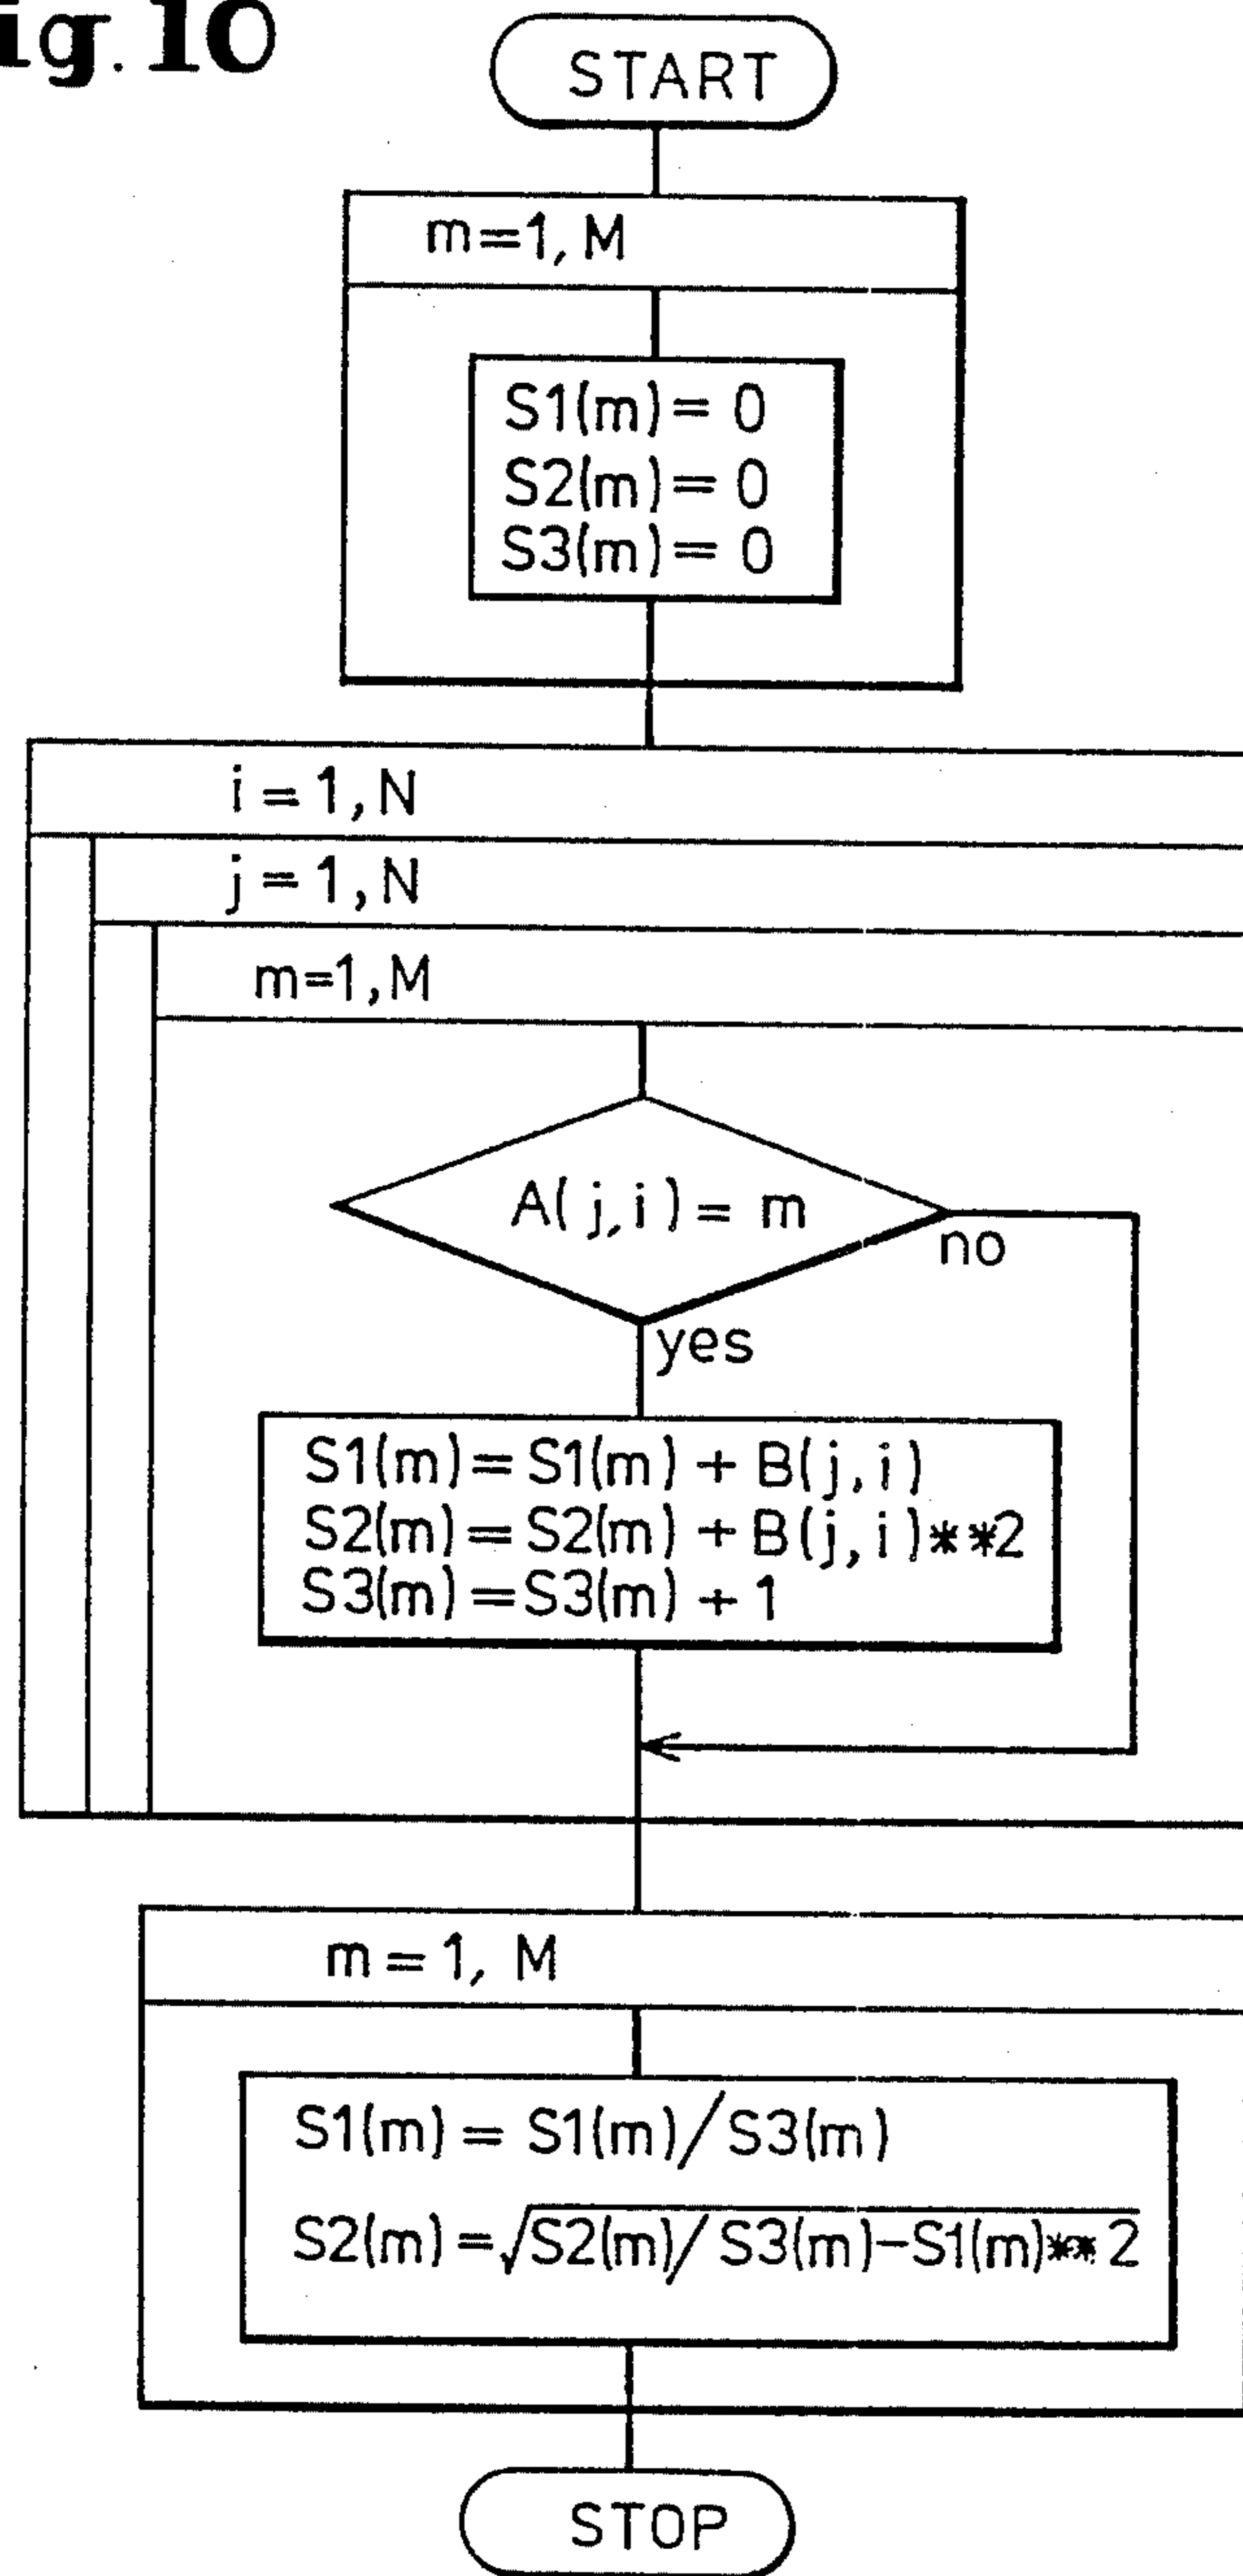 ig. 10
START
m=1, M
S1(m) = 0
S2(m) = 0
S3(m) = 0
i = 1, N
j = 1, N
m=1, M
A(j, i) = m
no
yes
S1(m) = S1(m) + B(j, i)
S2(m) = S2(m) + B(j, i)**2
S3(m) = S3(m) + 1
m = 1, M
S1(m) = S1(m)/S3(m)
S2(m) = √S2(m)/S3(m)-S1(m)**2
STOP